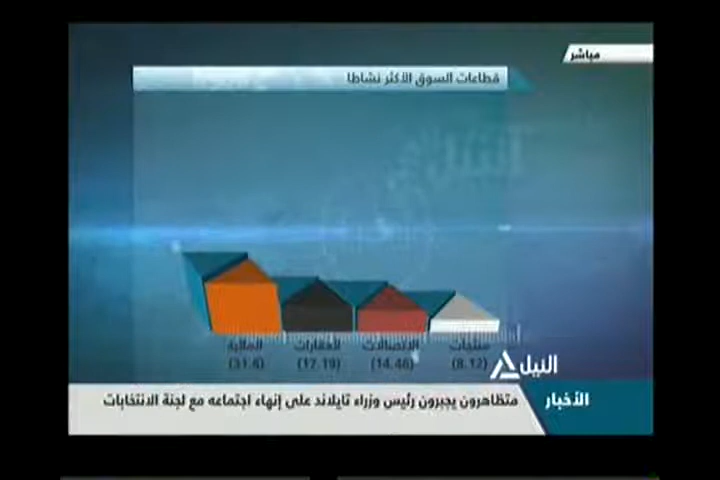 مباشر
قطاعات السوق الأكثر نشاطا
المالية العقارات الاتصالات منتجات
(31.6) (17.19) (14.46) (8.12)
النيل
الأخبار
متظاهرون يجبرون رئيس وزراء تايلاند على إنهاء اجتماعه مع لجنة الانتخابات